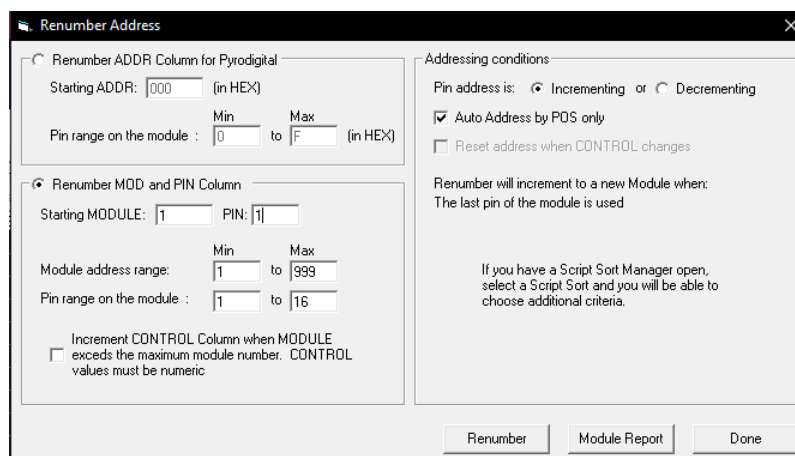 Renumber Address
Renumber ADDR Column for Pyrodigital
Starting ADDR: 000 (in HEX)
Min Max
Pin range on the module : 0 to F (in HEX)
Renumber MOD and PIN Column
Starting MODULE: 1 PIN: 1
Min Max
Module address range: 1 to 999
Pin range on the module : 1 to 16
Increment CONTROL Column when MODULE
exceeds the maximum module number. CONTROL
values must be numeric
Addressing conditions
Pin address is: Incrementing or Decrementing
Auto Address by POS only
Reset address when CONTROL changes
Renumber will increment to a new Module when:
The last pin of the module is used
If you have a Script Sort Manager open,
select a Script Sort and you will be able to
choose additional criteria.
Renumber Module Report Done